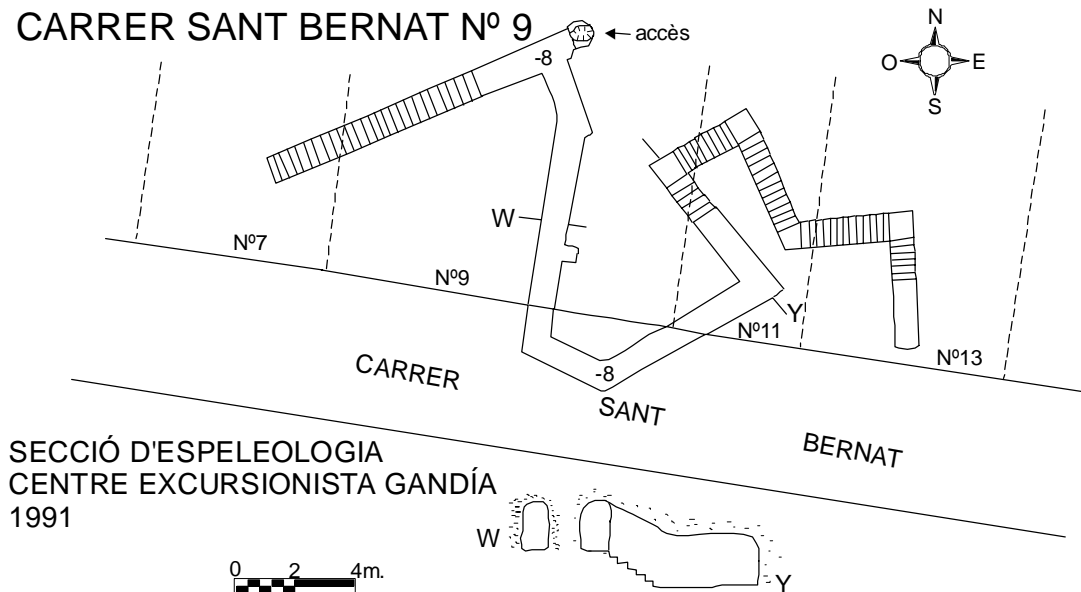 CARRER SANT BERNAT Nº 9
accès
-8
N
O
E
S
W
Nº7
Nº9
Y
Nº11
Nº13
-8
CARRER
SANT
BERNAT
SECCIÓ D'ESPELEOLOGIA
CENTRE EXCURSIONISTA GANDÍA
1991
W
Y
0 2 4m.